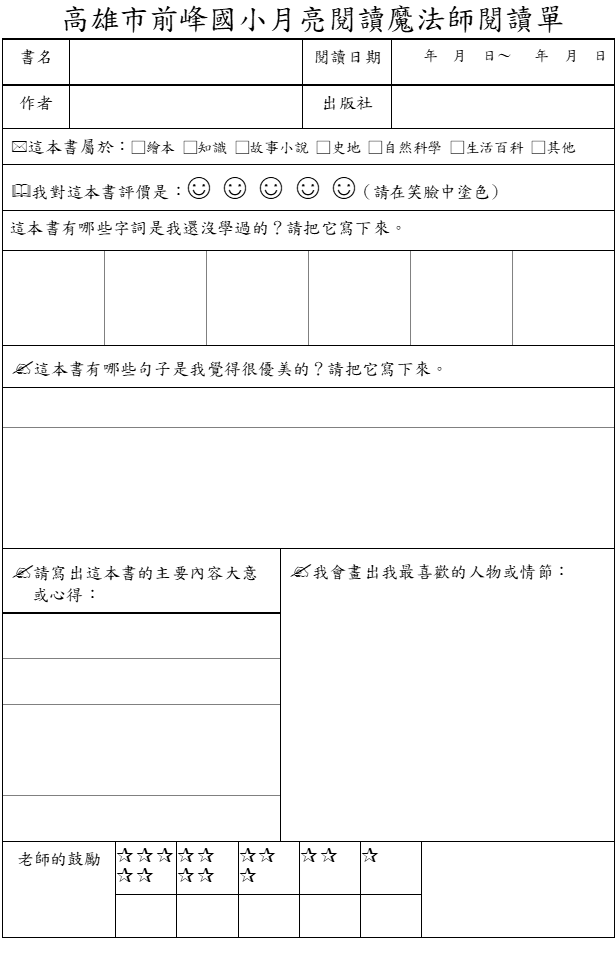 高雄市前峰國小月亮閱讀魔法師閱讀單
書名 閱讀日期 年 月 日～ 年 月 日
作者 出版社
🖂這本書屬於：□繪本 □知識 □故事小說 □史地 □自然科學 □生活百科 □其他
🕮我對這本書評價是：☺ ☺ ☺ ☺ ☺（請在笑臉中塗色）
這本書有哪些字詞是我還沒學過的？請把它寫下來。
✍這本書有哪些句子是我覺得很優美的？請把它寫下來。
✍請寫出這本書的主要內容大意
或心得：
✍我會畫出我最喜歡的人物或情節：
老師的鼓勵 ☆☆☆ ☆☆ ☆☆ ☆☆ ☆
☆☆ ☆☆ ☆